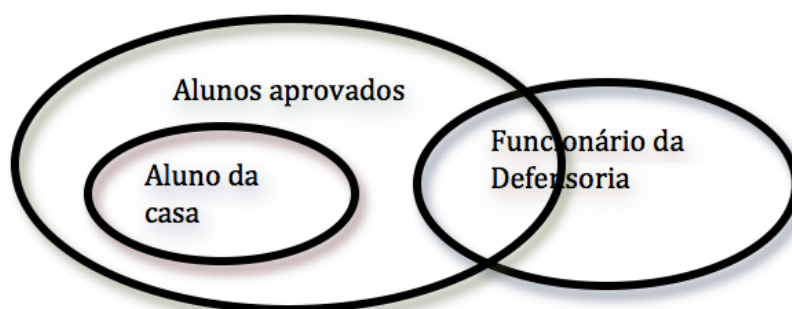 Alunos aprovados
Funcionário da
Defensoria
Aluno da
casa